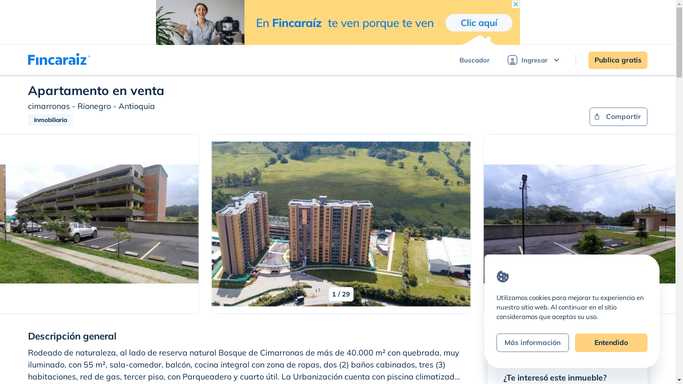 En Fincaraíz te ven porque te ven
Clic aquí
Fincaraíz
Buscador
Ingresar
Publica gratis
Apartamento en venta
cimarronas - Rionegro - Antioquia
Inmobiliaria
Compartir
1 / 29
Utilizamos cookies para mejorar tu experiencia en
nuestro sitio web. Al continuar en el sitio
consideramos que aceptas su uso.
Más información
Entendido
Descripción general
Rodeado de naturaleza, al lado de reserva natural Bosque de Cimarronas de más de 40.000 m² con quebrada, muy
iluminado, con 55 m², sala-comedor, balcón, cocina integral con zona de ropas, dos (2) baños cabinados, tres (3)
habitaciones, red de gas, tercer piso, con Parqueadero y cuarto útil. La Urbanización cuenta con piscina climatizad...
¿Te interesó este inmueble?